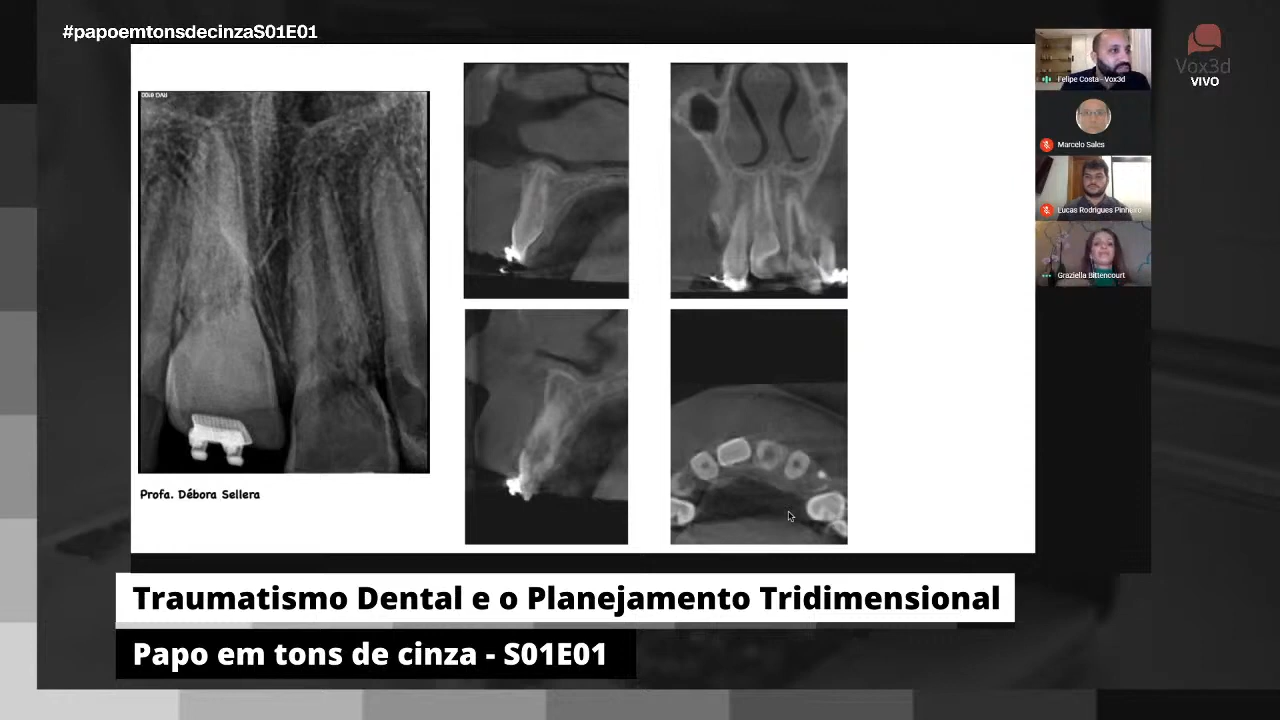 #papoemtonsdecinzaS01E01
Vox3d
VIVO
Felipe Costa - Vox3d
Marcelo Sales
Lucas Rodrigues Pinheiro
Graziella Bittencourt
Profa. Débora Sellera
Traumatismo Dental e o Planejamento Tridimensional
Papo em tons de cinza - S01E01